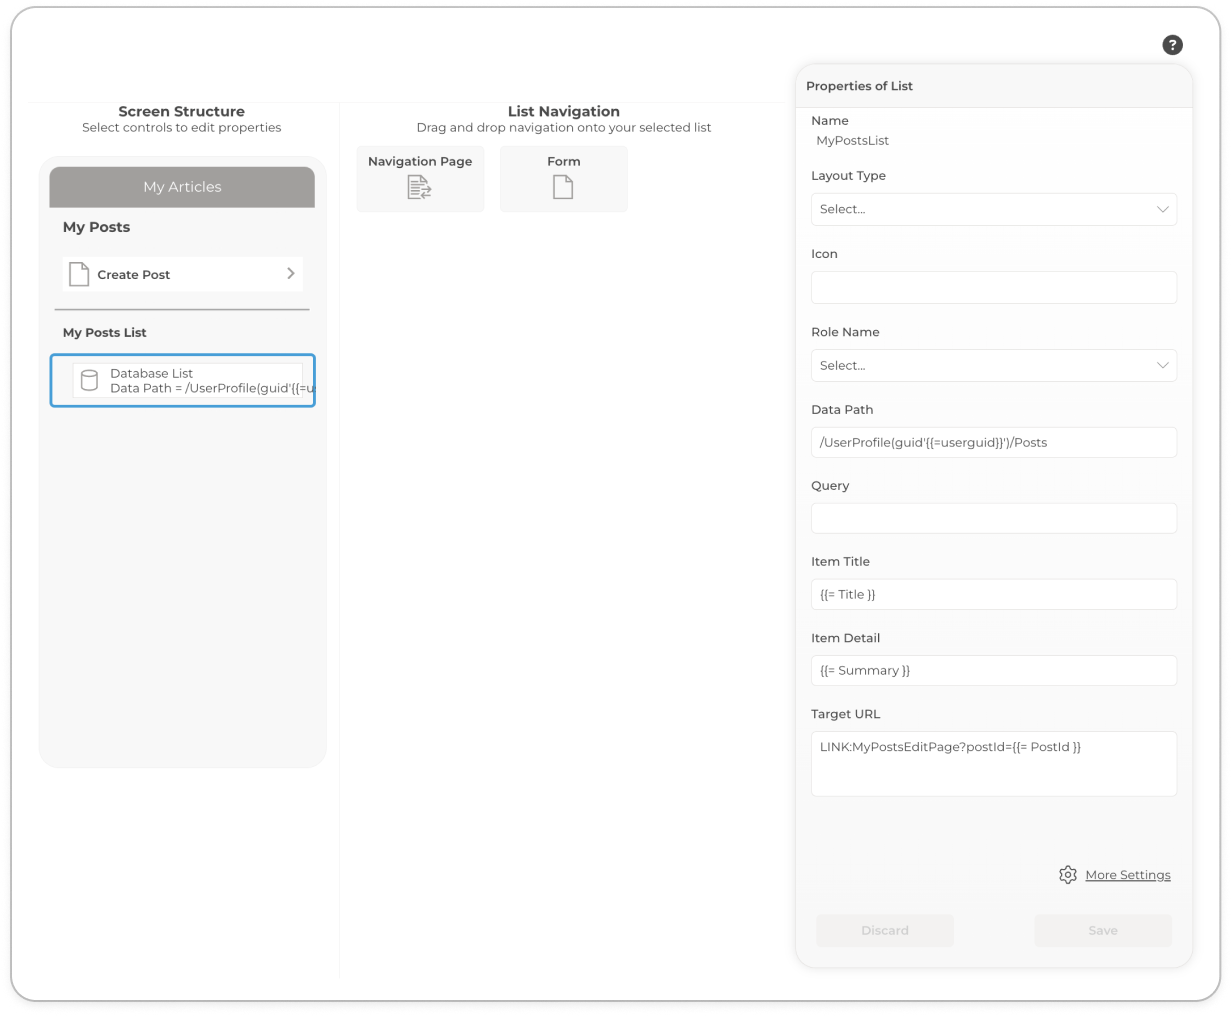 ?
Screen Structure
Select controls to edit properties
My Articles
My Posts
Create Post
My Posts List
Database List
Data Path = /UserProfile(guid'{{=u
List Navigation
Drag and drop navigation onto your selected list
Navigation Page
Form
Properties of List
Name
MyPostsList
Layout Type
Select...
Icon
Role Name
Select...
Data Path
/UserProfile(guid'{{=userguid}}')/Posts
Query
Item Title
{{= Title }}
Item Detail
{{= Summary }}
Target URL
LINK:MyPostsEditPage?postId={{= PostId }}
More Settings
Discard
Save